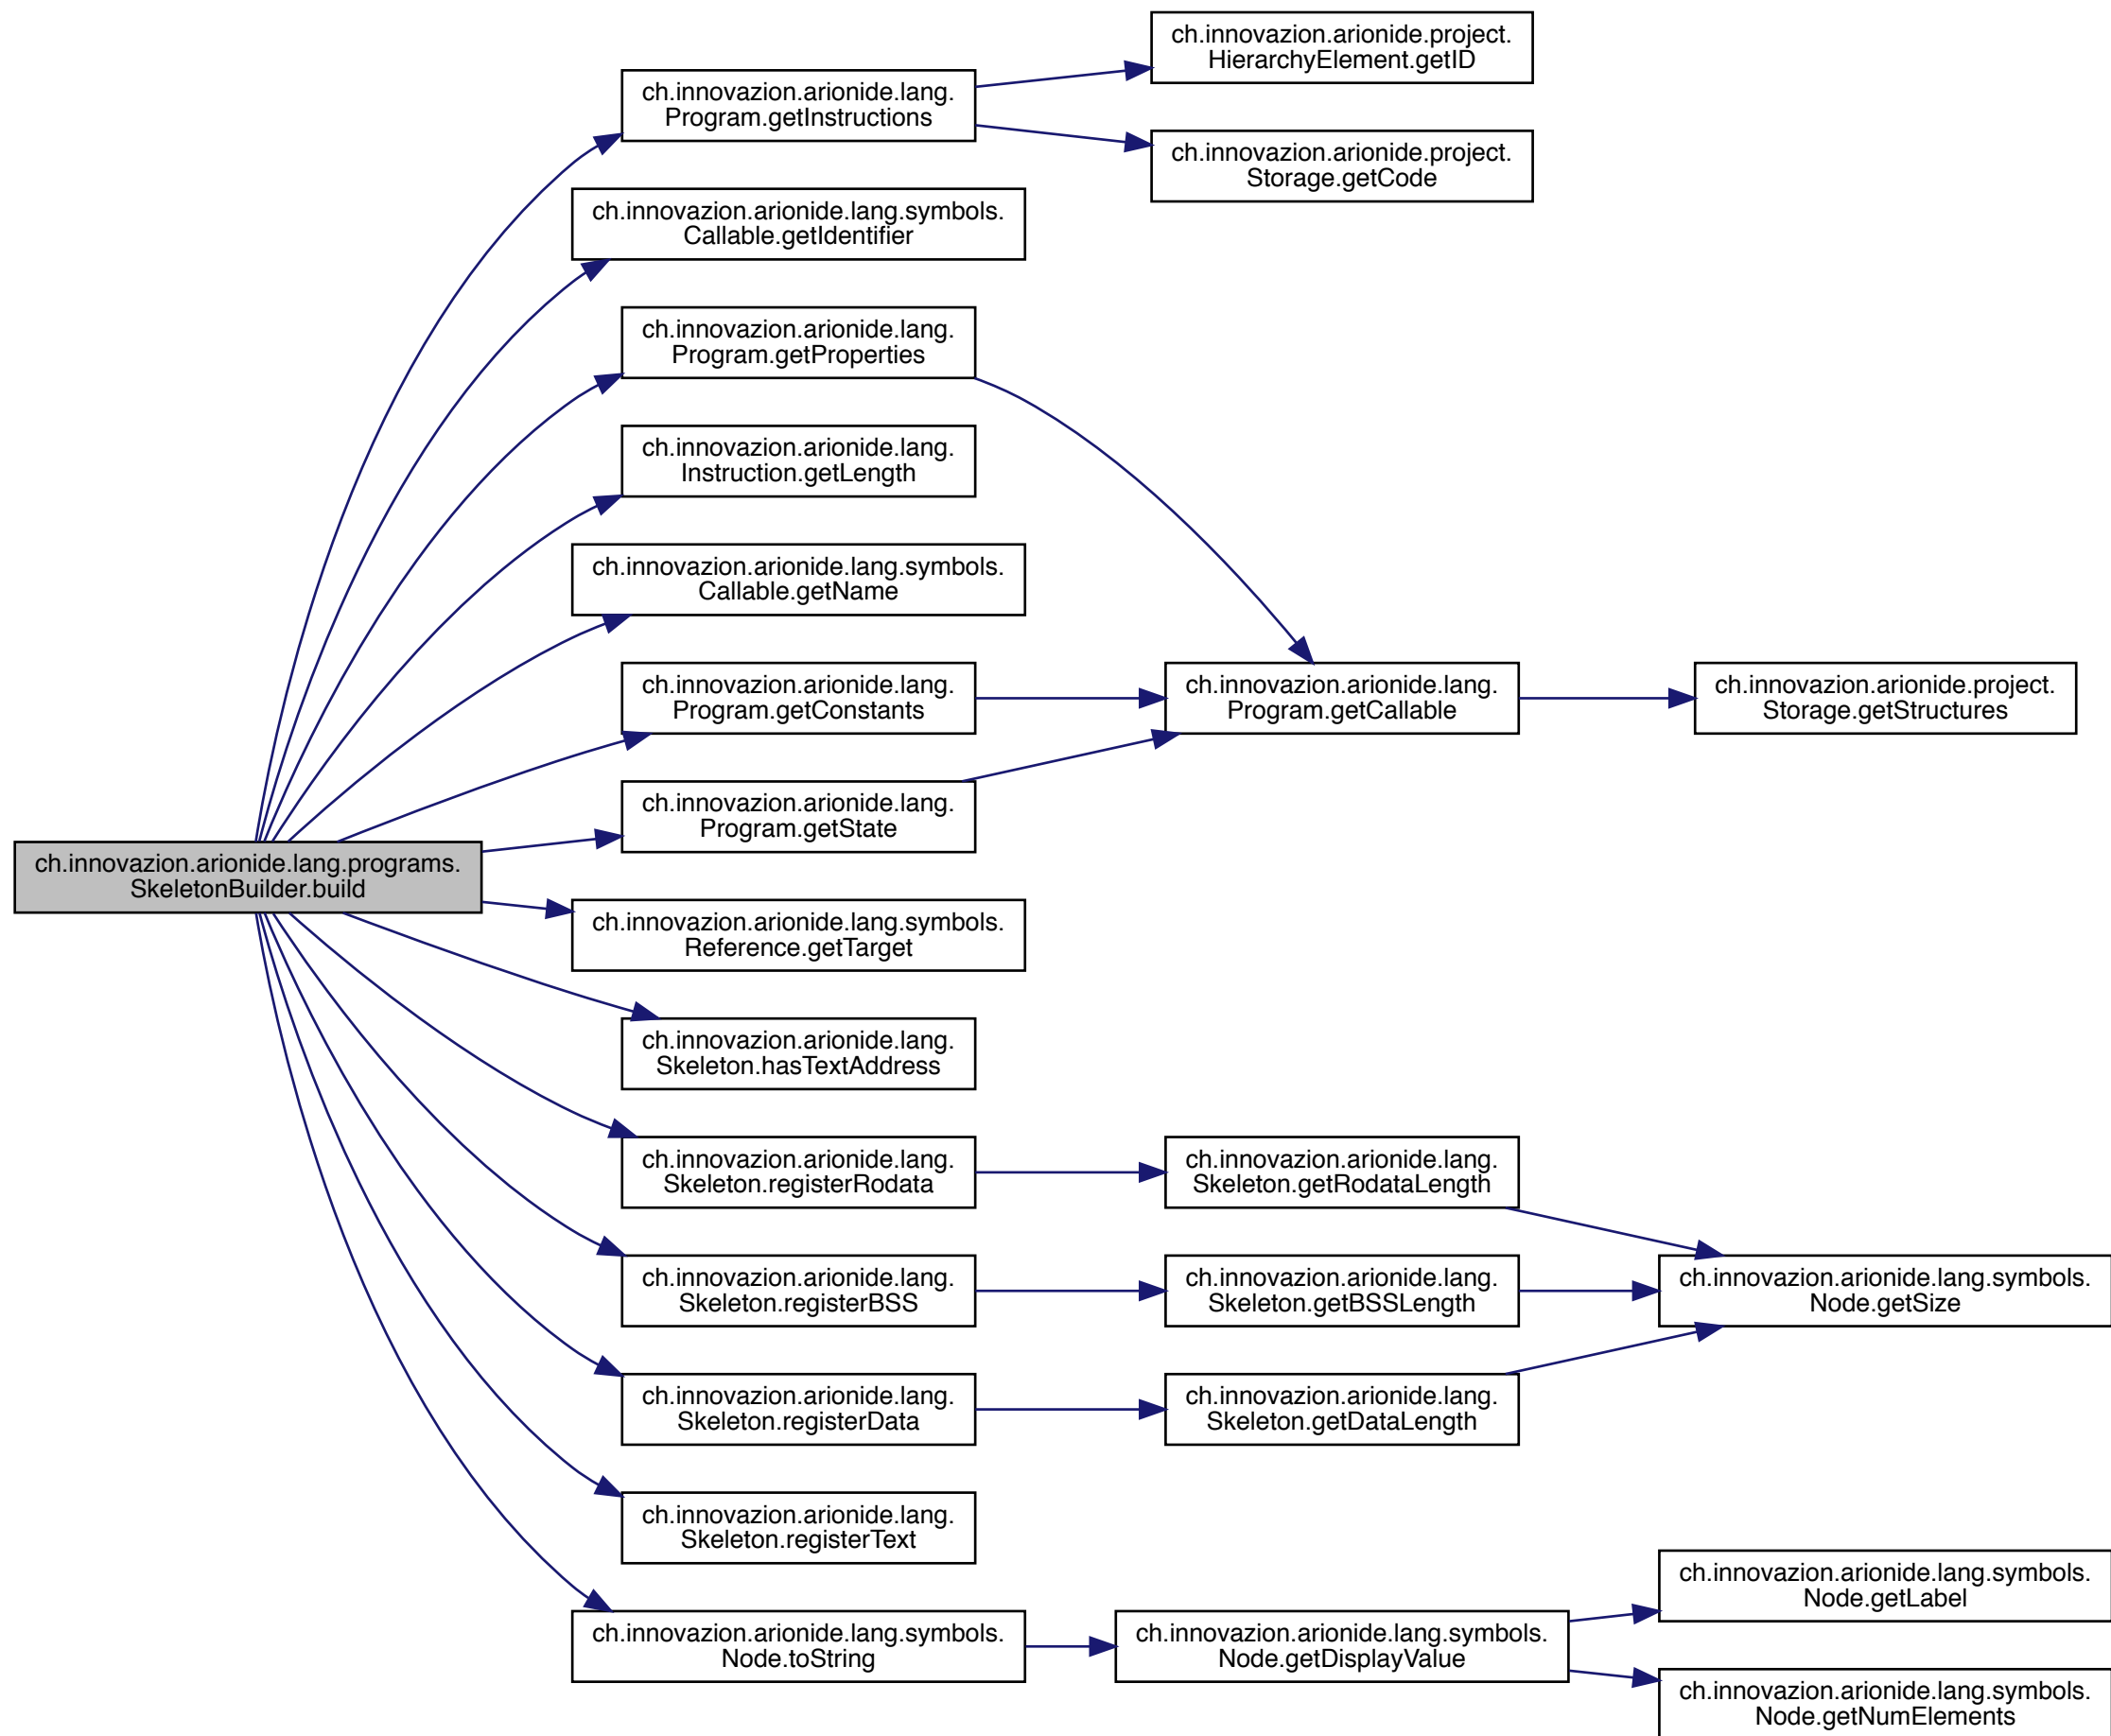 ch.innovazion.arionide.lang.programs.
SkeletonBuilder.build
ch.innovazion.arionide.lang.
Program.getInstructions
ch.innovazion.arionide.lang.symbols.
Callable.getIdentifier
ch.innovazion.arionide.lang.
Program.getProperties
ch.innovazion.arionide.lang.
Instruction.getLength
ch.innovazion.arionide.lang.symbols.
Callable.getName
ch.innovazion.arionide.lang.
Program.getConstants
ch.innovazion.arionide.lang.
Program.getState
ch.innovazion.arionide.lang.symbols.
Reference.getTarget
ch.innovazion.arionide.lang.
Skeleton.hasTextAddress
ch.innovazion.arionide.lang.
Skeleton.registerRodata
ch.innovazion.arionide.lang.
Skeleton.registerBSS
ch.innovazion.arionide.lang.
Skeleton.registerData
ch.innovazion.arionide.lang.
Skeleton.registerText
ch.innovazion.arionide.lang.symbols.
Node.toString
ch.innovazion.arionide.project.
HierarchyElement.getID
ch.innovazion.arionide.project.
Storage.getCode
ch.innovazion.arionide.lang.
Program.getCallable
ch.innovazion.arionide.project.
Storage.getStructures
ch.innovazion.arionide.lang.
Skeleton.getRodataLength
ch.innovazion.arionide.lang.
Skeleton.getBSSLength
ch.innovazion.arionide.lang.
Skeleton.getDataLength
ch.innovazion.arionide.lang.symbols.
Node.getSize
ch.innovazion.arionide.lang.symbols.
Node.getDisplayValue
ch.innovazion.arionide.lang.symbols.
Node.getLabel
ch.innovazion.arionide.lang.symbols.
Node.getNumElements